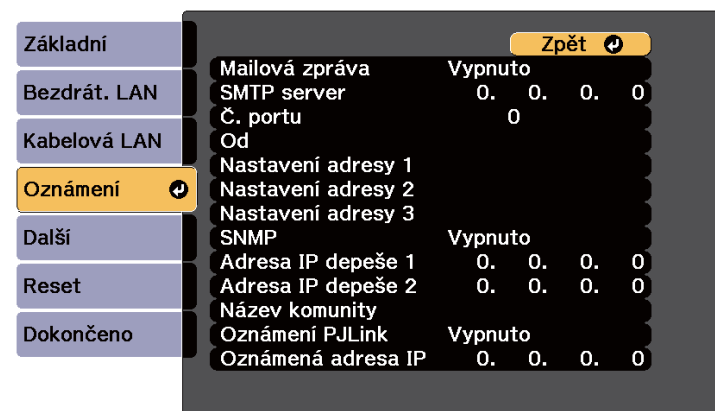 Základní
Bezdrát. LAN
Kabelová LAN
Oznámení
Další
Reset
Dokončeno
Zpět
Mailová zpráva Vypnuto
SMTP server 0. 0. 0. 0
Č. portu 0
Od
Nastavení adresy 1
Nastavení adresy 2
Nastavení adresy 3
SNMP Vypnuto
Adresa IP depeše 1 0. 0. 0. 0
Adresa IP depeše 2 0. 0. 0. 0
Název komunity
Oznámení PJLink Vypnuto
Oznámená adresa IP 0. 0. 0. 0